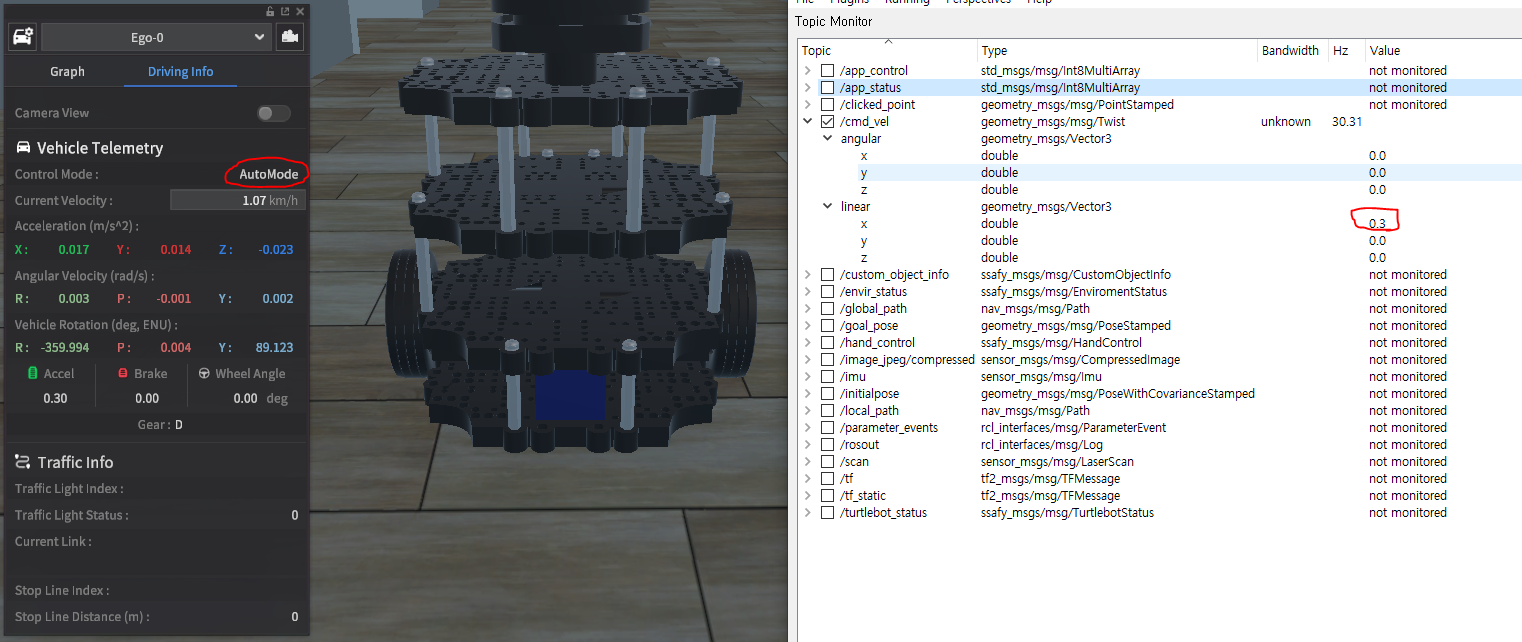 Ego-0
Graph Driving Info
Camera View
Vehicle Telemetry
Control Mode : AutoMode
Current Velocity : 1.07 km/h
Acceleration (m/s^2) :
X : 0.017 Y : 0.014 Z : -0.023
Angular Velocity (rad/s) :
R : 0.003 P : -0.001 Y : 0.002
Vehicle Rotation (deg, ENU) :
R : -359.994 P : 0.004 Y : 89.123
Accel Brake Wheel Angle
0.30 0.00 0.00 deg
Gear : D
Traffic Info
Traffic Light Index :
Traffic Light Status : 0
Current Link :
Stop Line Index :
Stop Line Distance (m) : 0
File Plugins Running Perspectives Help
Topic Monitor
Topic Type Bandwidth Hz Value
/app_control std_msgs/msg/Int8MultiArray not monitored
/app_status std_msgs/msg/Int8MultiArray not monitored
/clicked_point geometry_msgs/msg/PointStamped not monitored
/cmd_vel geometry_msgs/msg/Twist unknown 30.31
angular geometry_msgs/Vector3
x double 0.0
y double 0.0
z double 0.0
linear geometry_msgs/Vector3
x double 0.3
y double 0.0
z double 0.0
/custom_object_info ssafy_msgs/msg/CustomObjectInfo not monitored
/envir_status ssafy_msgs/msg/EnviromentStatus not monitored
/global_path nav_msgs/msg/Path not monitored
/goal_pose geometry_msgs/msg/PoseStamped not monitored
/hand_control ssafy_msgs/msg/HandControl not monitored
/image_jpeg/compressed sensor_msgs/msg/CompressedImage not monitored
/imu sensor_msgs/msg/Imu not monitored
/initialpose geometry_msgs/msg/PoseWithCovarianceStamped not monitored
/local_path nav_msgs/msg/Path not monitored
/parameter_events rcl_interfaces/msg/ParameterEvent not monitored
/rosout rcl_interfaces/msg/Log not monitored
/scan sensor_msgs/msg/LaserScan not monitored
/tf tf2_msgs/msg/TFMessage not monitored
/tf_static tf2_msgs/msg/TFMessage not monitored
/turtlebot_status ssafy_msgs/msg/TurtlebotStatus not monitored